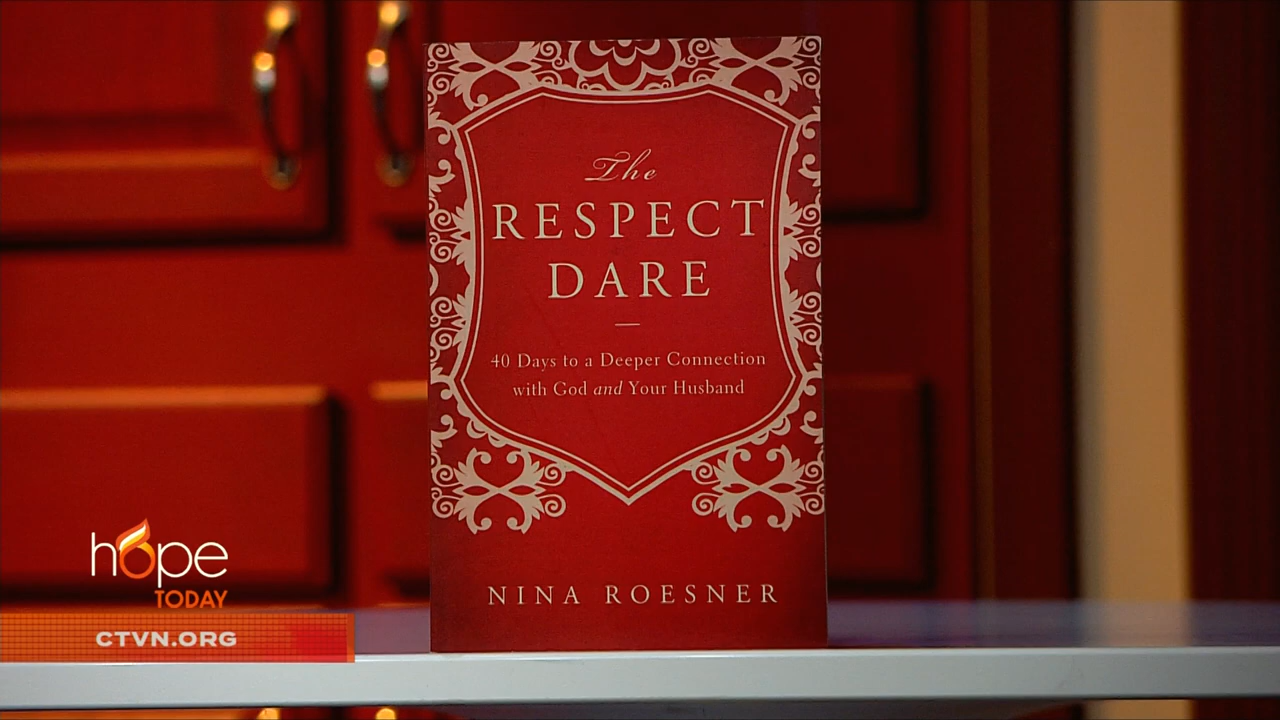 The
RESPECT
DARE
40 Days to a Deeper Connection
with God and Your Husband
NINA ROESNER
hope
TODAY
CTVN.ORG